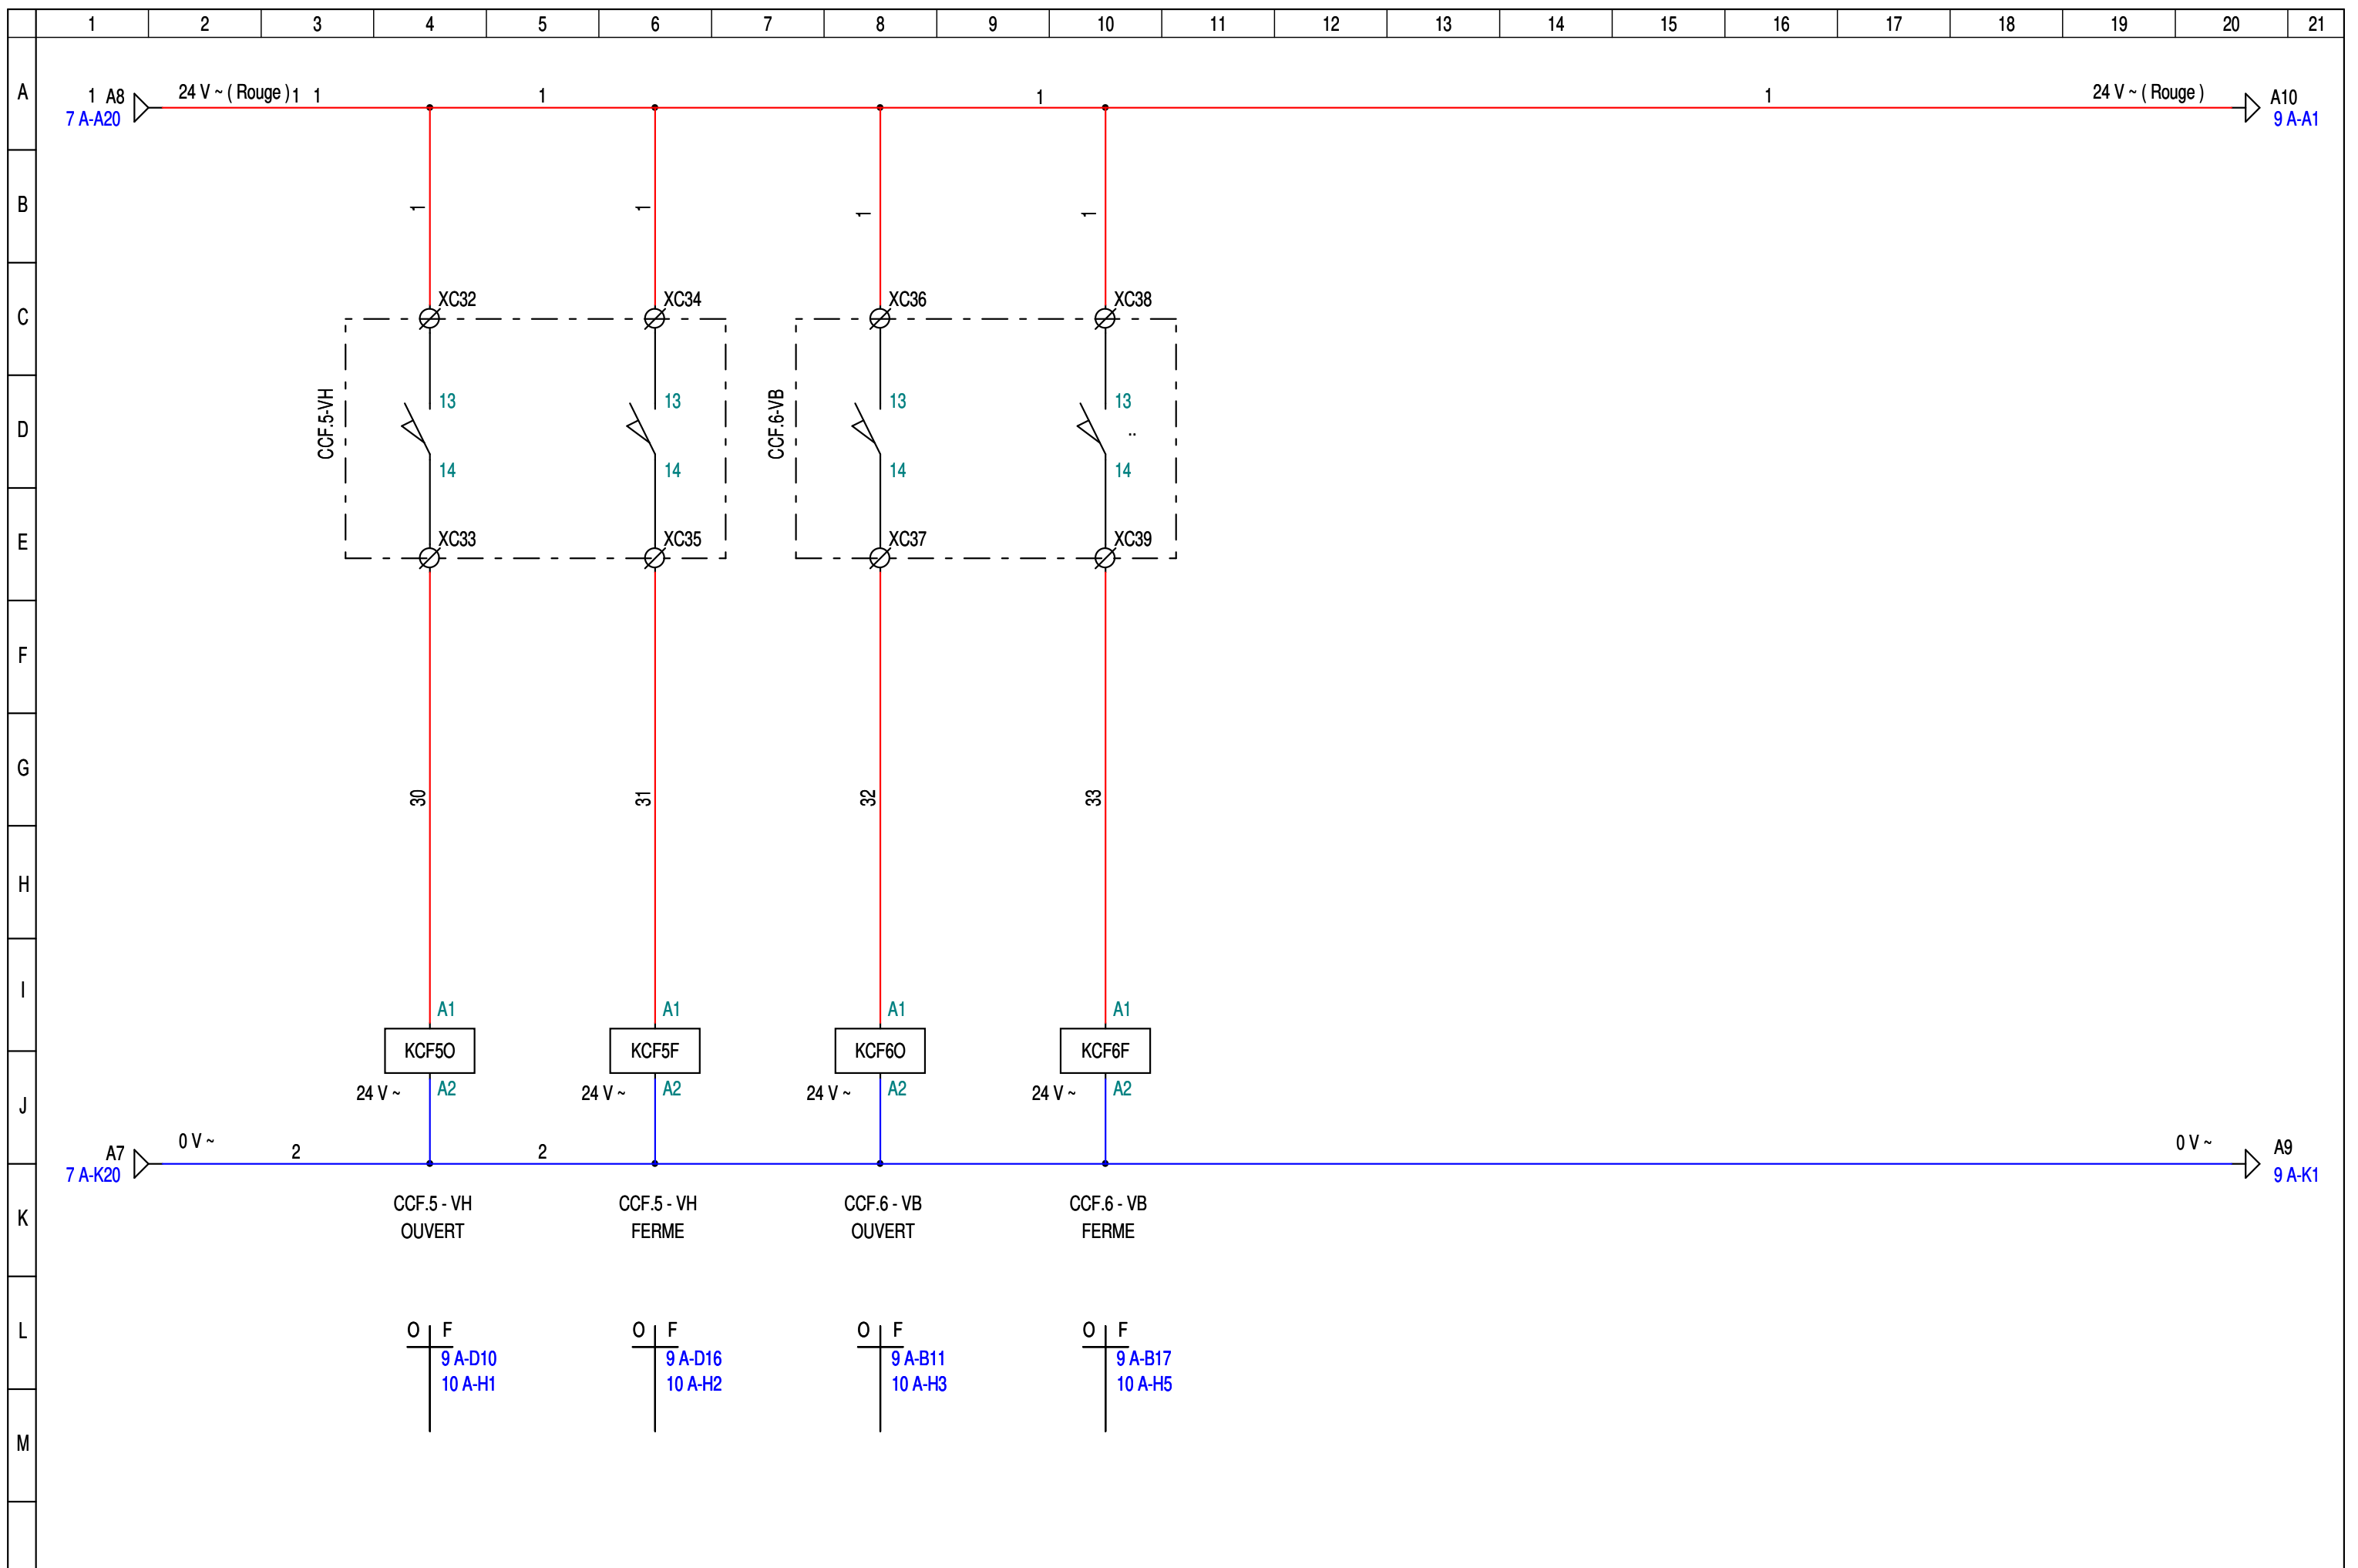 1 2 3 4 5 6 7 8 9 10 11 12 13 14 15 16 17 18 19 20 21
A
1 A8 24 V ~ ( Rouge ) 1 1 1 1 1 24 V ~ ( Rouge ) A10
7 A-A20 9 A-A1
B
1 1 1 1
C
XC32 XC34 XC36 XC38
D
CCF.5-VH CCF.6-VB
13 13 13 13
..
14 14 14 14
E
XC33 XC35 XC37 XC39
F
G
30 31 32 33
H
I
A1 A1 A1 A1
KCF5O KCF5F KCF6O KCF6F
J
24 V ~ A2 24 V ~ A2 24 V ~ A2 24 V ~ A2
A7 0 V ~ 2 2 0 V ~ A9
7 A-K20 9 A-K1
K
CCF.5 - VH CCF.5 - VH CCF.6 - VB CCF.6 - VB
OUVERT FERME OUVERT FERME
L
O F O F O F O F
9 A-D10 9 A-D16 9 A-B11 9 A-B17
10 A-H1 10 A-H2 10 A-H3 10 A-H5
M